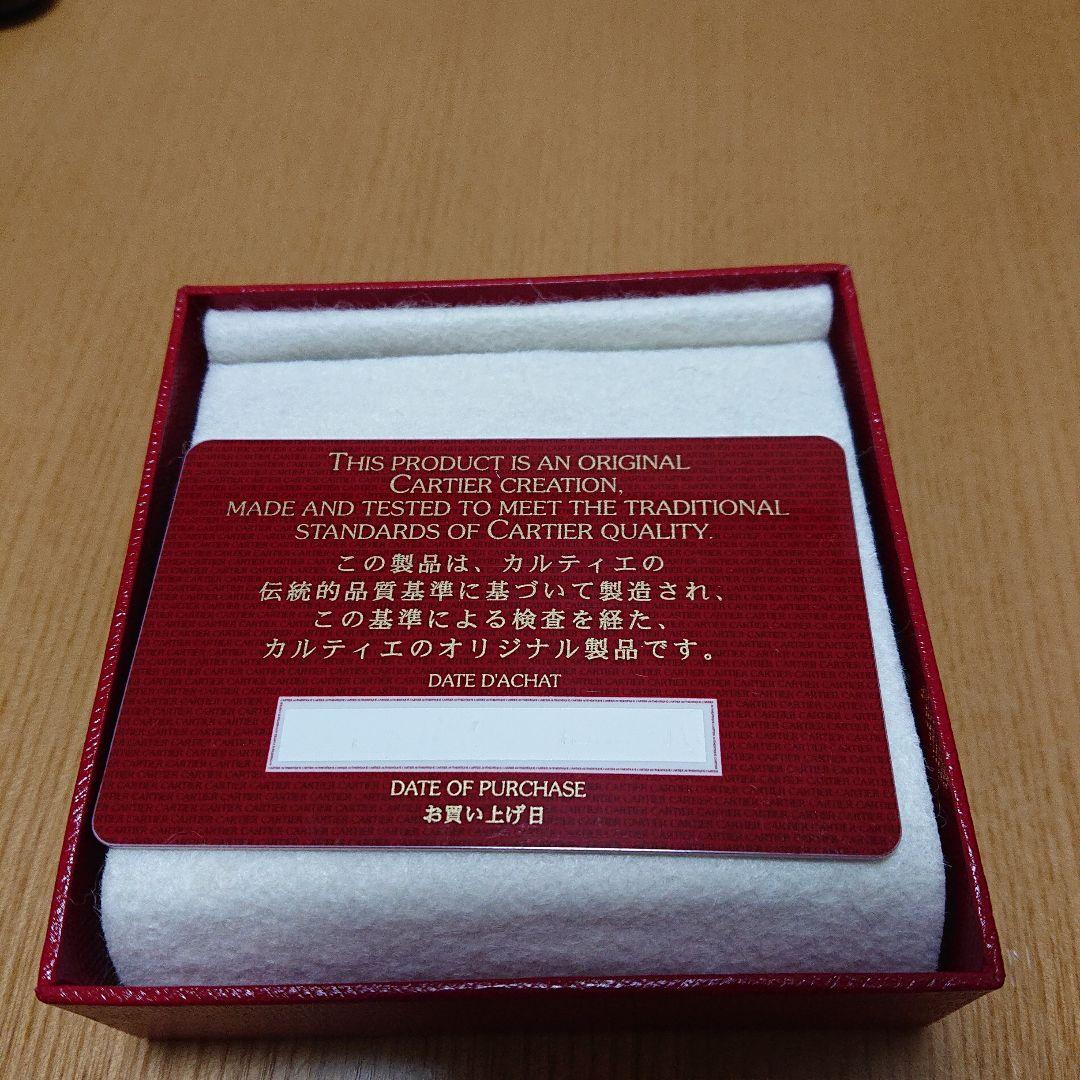 THIS PRODUCT IS AN ORIGINAL
CARTIER CREATION,
MADE AND TESTED TO MEET THE TRADITIONAL
STANDARDS OF CARTIER QUALITY.
この製品は、カルティエの
伝統的品質基準に基づいて製造され、
この基準による検査を経た、
カルティエのオリジナル製品です。
DATE D'ACHAT
DATE OF PURCHASE
お買い上げ日